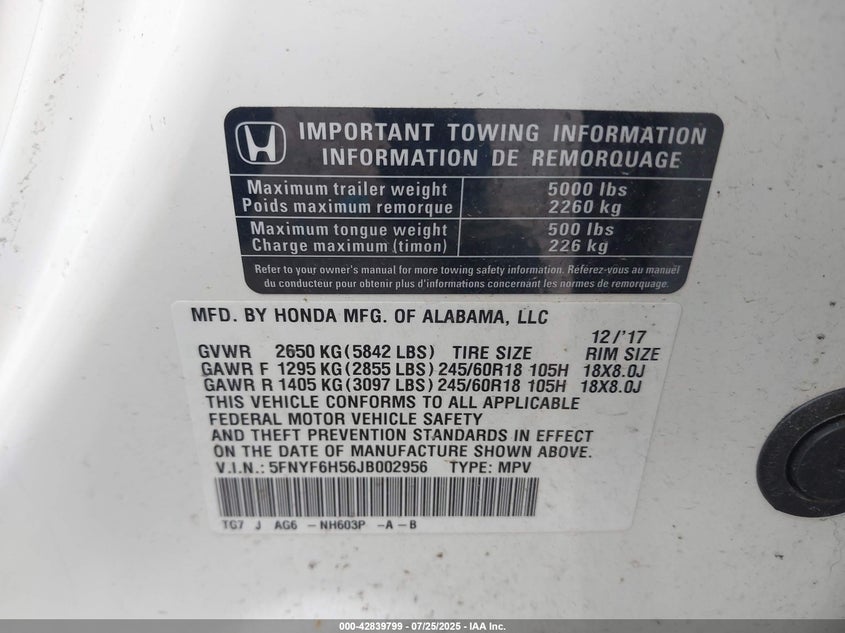 IMPORTANT TOWING INFORMATION
INFORMATION DE REMORQUAGE
Maximum trailer weight 5000 lbs
Poids maximum remorque 2260 kg
Maximum tongue weight 500 lbs
Charge maximum (timon) 226 kg
Refer to your owner's manual for more towing safety information. Référez-vous au manuel
du conducteur pour obtenir plus d'informations concernant les normes de remorquage.
MFD. BY HONDA MFG. OF ALABAMA, LLC
12/'17
GVWR 2650 KG(5842 LBS) TIRE SIZE RIM SIZE
GAWR F 1295 KG(2855 LBS)245/60R18 105H 18X8.0J
GAWR R 1405 KG(3097 LBS)245/60R18 105H 18X8.0J
THIS VEHICLE CONFORMS TO ALL APPLICABLE
FEDERAL MOTOR VEHICLE SAFETY
AND THEFT PREVENTION STANDARDS IN EFFECT
ON THE DATE OF MANUFACTURE SHOWN ABOVE.
V.I.N.: 5FNYF6H56JB002956 TYPE: MPV
TG7 J AG6 -NH603P -A-B
000-42839799 - 07/25/2025 - IAA Inc.